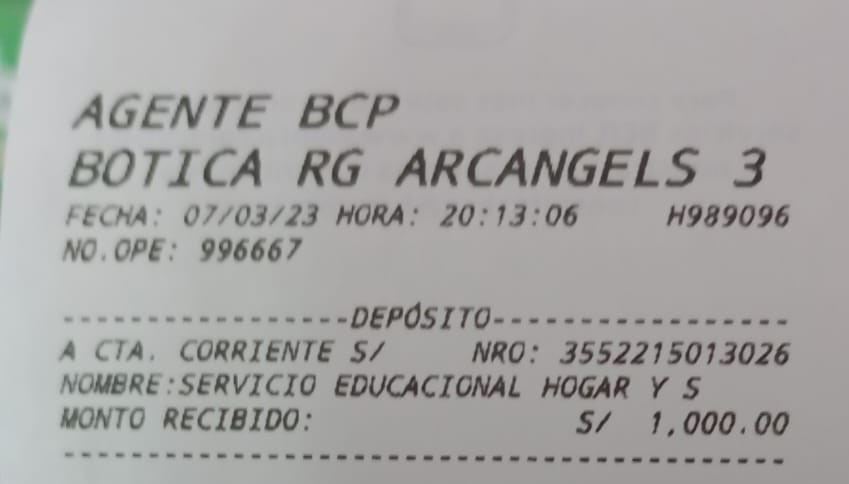 AGENTE BCP
BOTICA RG ARCANGELS 3
FECHA: 07/03/23 HORA: 20:13:06 H989096
NO.OPE: 996667
------------------DEPÓSITO------------------
A CTA. CORRIENTE S/ NRO: 3552215013026
NOMBRE:SERVICIO EDUCACIONAL HOGAR Y S
MONTO RECIBIDO: S/ 1,000.00
--------------------------------------------